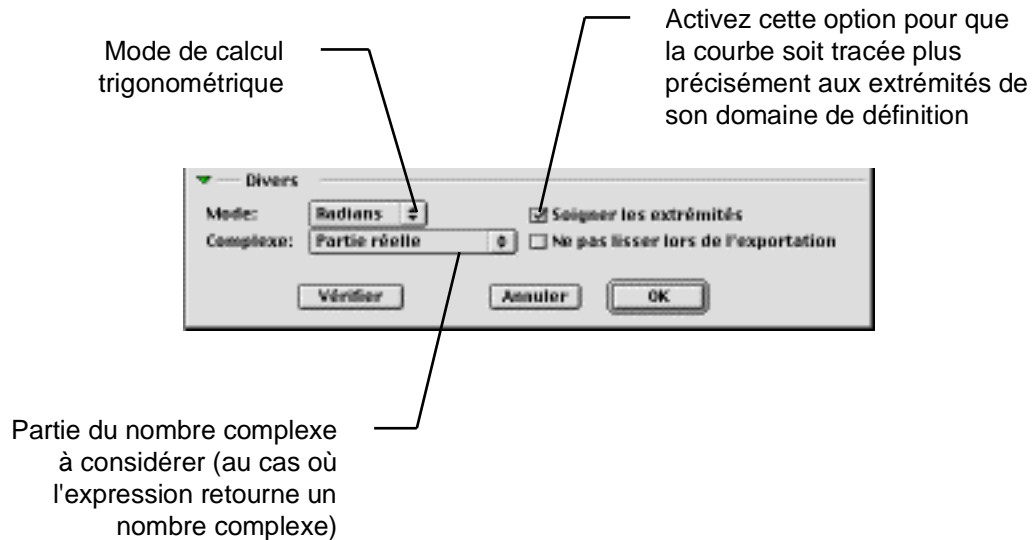 Activez cette option pour que
la courbe soit tracée plus
précisément aux extrémités de
son domaine de définition
Mode de calcul
trigonométrique
Divers
Mode: Radians Soigner les extrémités
Complexe: Partie réelle Ne pas lisser lors de l'exportation
Vérifier Annuler OK
Partie du nombre complexe
à considérer (au cas où
l'expression retourne un
nombre complexe)